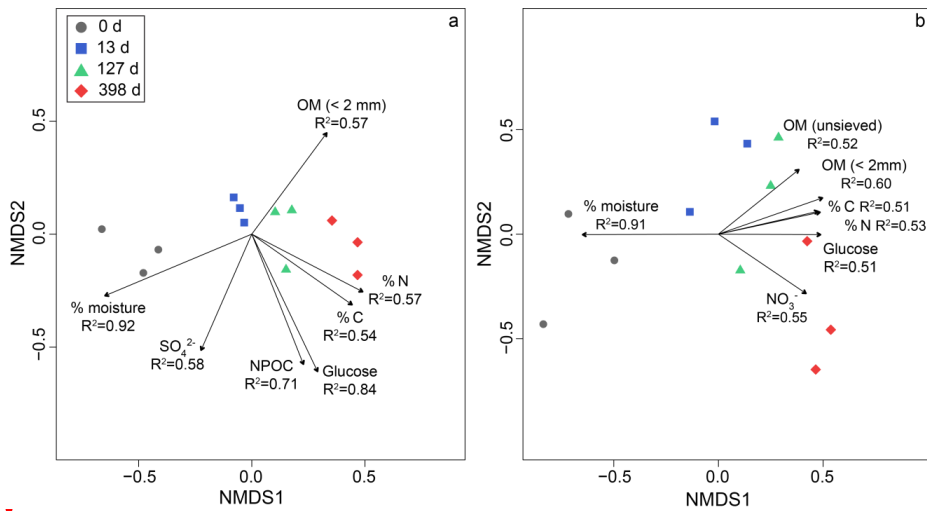 0 d
13 d
127 d
398 d
a
OM (< 2 mm)
R²=0.57
% moisture
R²=0.92
SO₄²⁻
R²=0.58
NPOC
R²=0.71
Glucose
R²=0.84
% C
R²=0.54
% N
R²=0.57
0.5
0.0
−0.5
NMDS2
−0.5
0.0
0.5
NMDS1
b
OM (unsieved)
R²=0.52
OM (< 2mm)
R²=0.60
% C R²=0.51
% N R²=0.53
Glucose
R²=0.51
NO₃⁻
R²=0.55
% moisture
R²=0.91
0.5
0.0
−0.5
NMDS2
−0.5
0.0
0.5
NMDS1